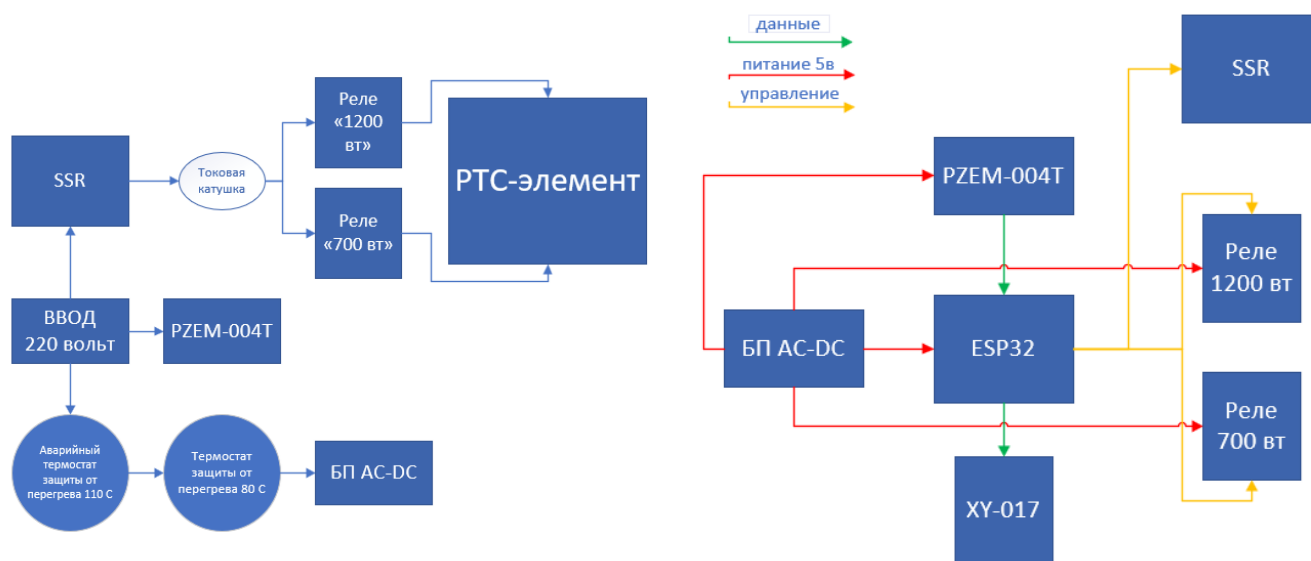 SSR
Токовая
катушка
Реле
«1200
вт»
Реле
«700 вт»
РТС-элемент
ВВОД
220 вольт
PZEM-004T
Аварийный
термостат
защиты от
перегрева 110 С
Термостат
защиты от
перегрева 80 С
БП AC-DC
данные
питание 5в
управление
SSR
PZEM-004T
Реле
1200 вт
БП AC-DC
ESP32
Реле
700 вт
XY-017